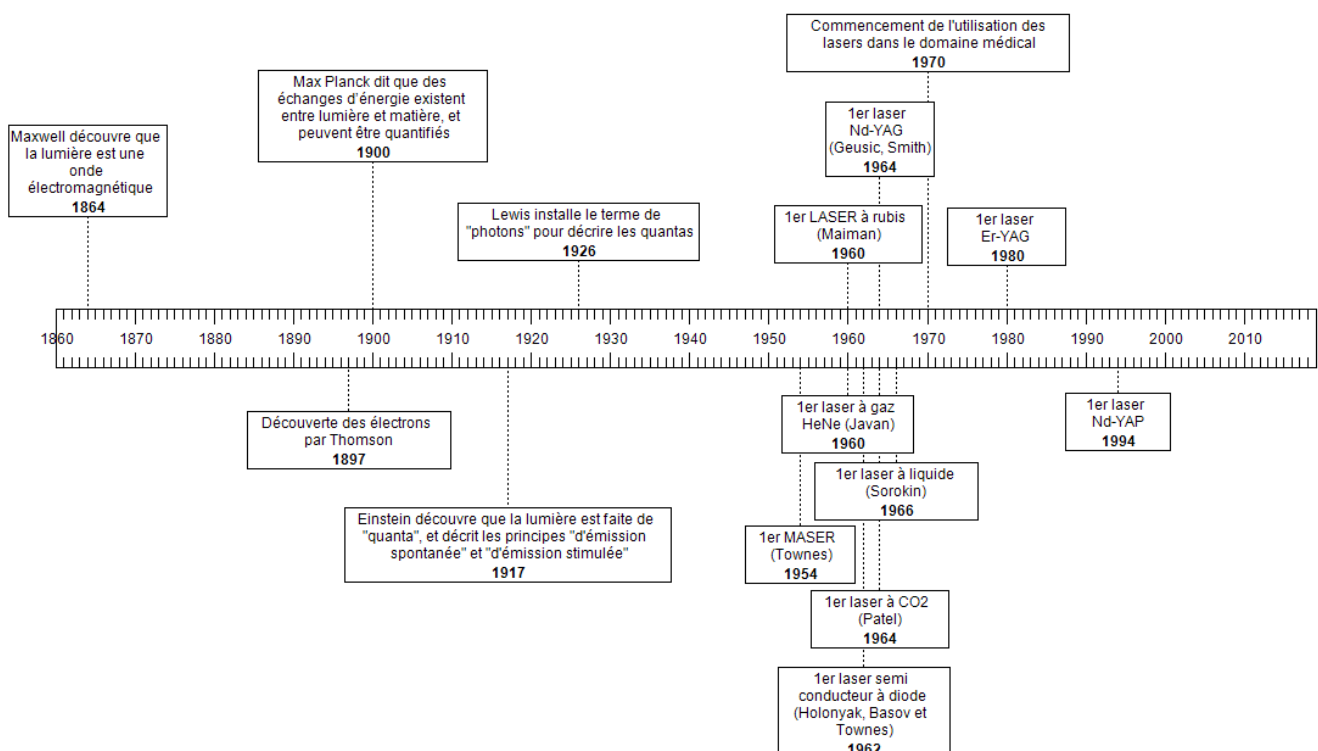 Commencement de l'utilisation des
lasers dans le domaine médical
1970
Max Planck dit que des
échanges d'énergie existent
entre lumière et matière, et
peuvent être quantifiés
1900
1er laser
Nd-YAG
(Geusic, Smith)
1964
Maxwell découvre que
la lumière est une
onde
électromagnétique
1864
Lewis installe le terme de
"photons" pour décrire les quantas
1926
1er LASER à rubis
(Maiman)
1960
1er laser
Er-YAG
1980
1860 1870 1880 1890 1900 1910 1920 1930 1940 1950 1960 1970 1980 1990 2000 2010
Découverte des électrons
par Thomson
1897
1er laser à gaz
HeNe (Javan)
1960
1er laser
Nd-YAP
1994
1er laser à liquide
(Sorokin)
1966
Einstein découvre que la lumière est faite de
"quanta", et décrit les principes "d'émission
spontanée" et "d'émission stimulée"
1917
1er MASER
(Townes)
1954
1er laser à CO2
(Patel)
1964
1er laser semi
conducteur à diode
(Holonyak, Basov et
Townes)
1962